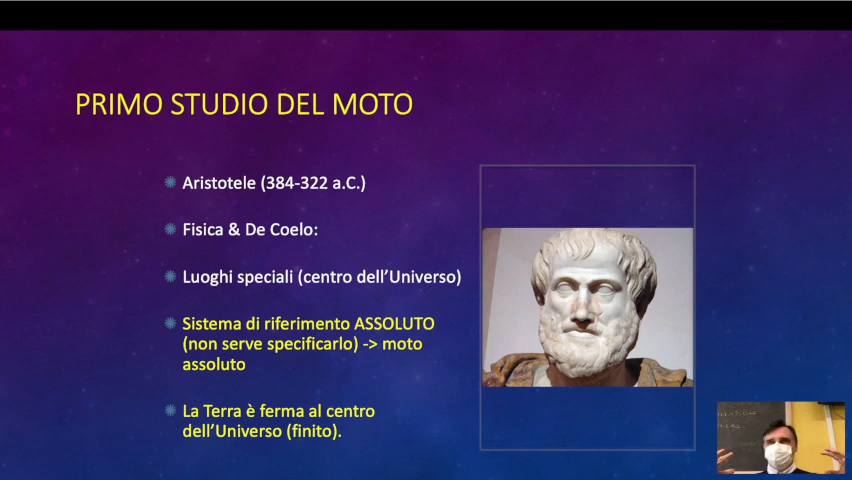 PRIMO STUDIO DEL MOTO
Aristotele (384-322 a.C.)
Fisica & De Coelo:
Luoghi speciali (centro dell'Universo)
Sistema di riferimento ASSOLUTO
(non serve specificarlo) -> moto
assoluto
La Terra è ferma al centro
dell'Universo (finito).